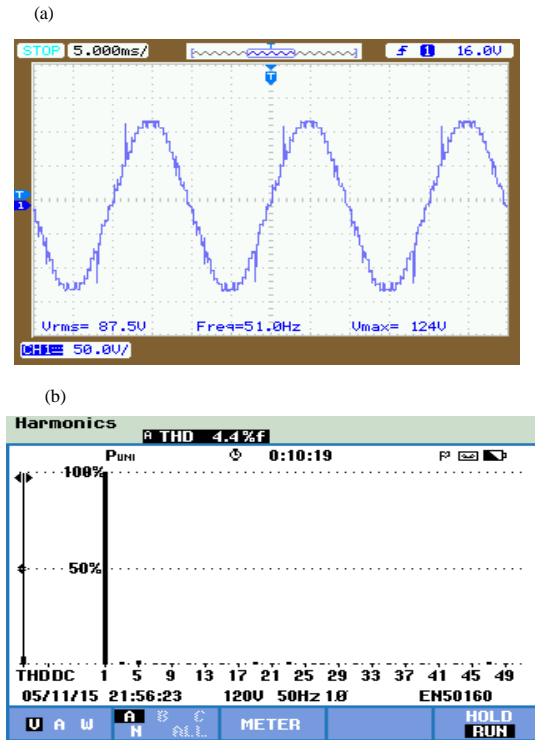 (a)
STOP 5.000ms/ T 1 16.0V
T
T
1
Vrms= 87.5V Freq=51.0Hz Vmax= 124V
CH1 50.0V/
(b)
Harmonics
A THD 4.4%f
PUNI 0:10:19
100%
50%
THDDC 1 5 9 13 17 21 25 29 33 37 41 45 49
05/11/15 21:56:23 120V 50Hz 1Ø EN50160
U A W A B C N ALL METER HOLD RUN